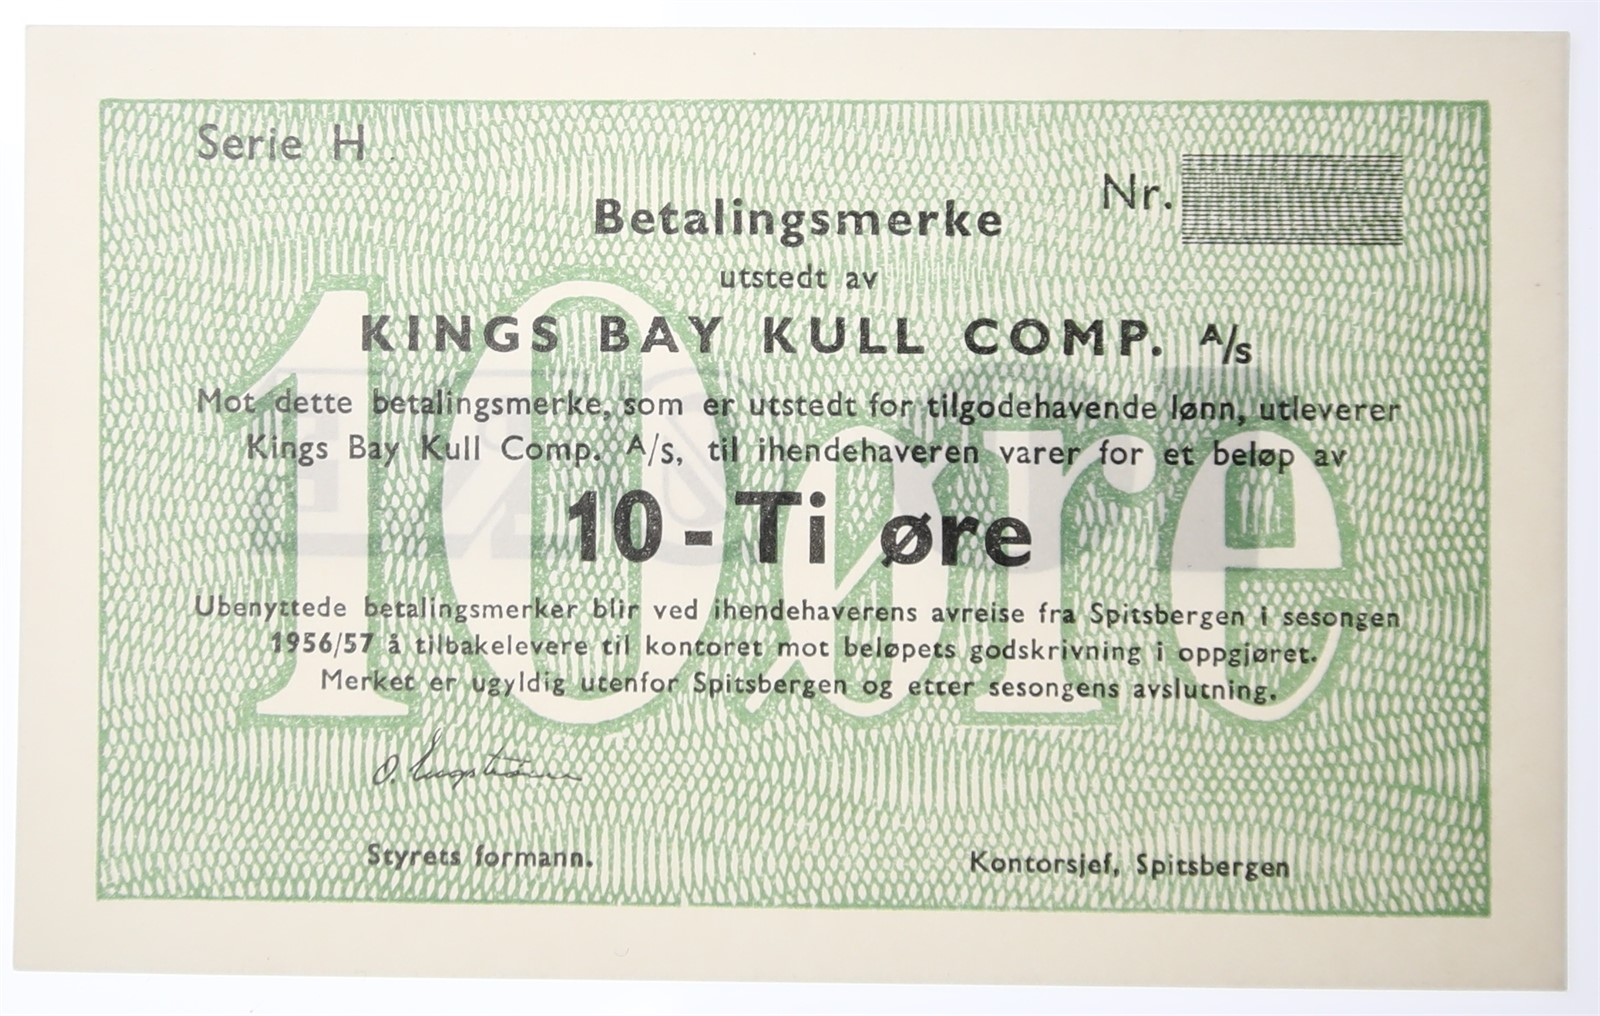 Serie H
Nr.
Betalingsmerke
utstedt av
KINGS BAY KULL COMP. A/s
Mot dette betalingsmerke, som er utstedt for tilgodehavende lønn, utleverer
Kings Bay Kull Comp. A/s, til ihendehaveren varer for et beløp av
10 øre
10 - Ti øre
Ubenyttede betalingsmerker blir ved ihendehaverens avreise fra Spitsbergen i sesongen
1956/57 å tilbakelevere til kontoret mot beløpets godskrivning i oppgjøret.
Merket er ugyldig utenfor Spitsbergen og etter sesongens avslutning.
Styrets formann.
Kontorsjef, Spitsbergen